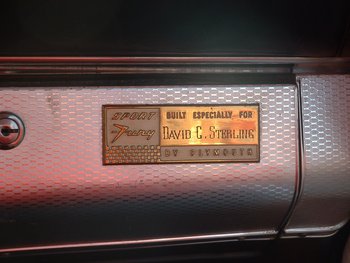 SPORT
Fury
BUILT ESPECIALLY FOR
DAVID C. STERLING
BY PLYMOUTH